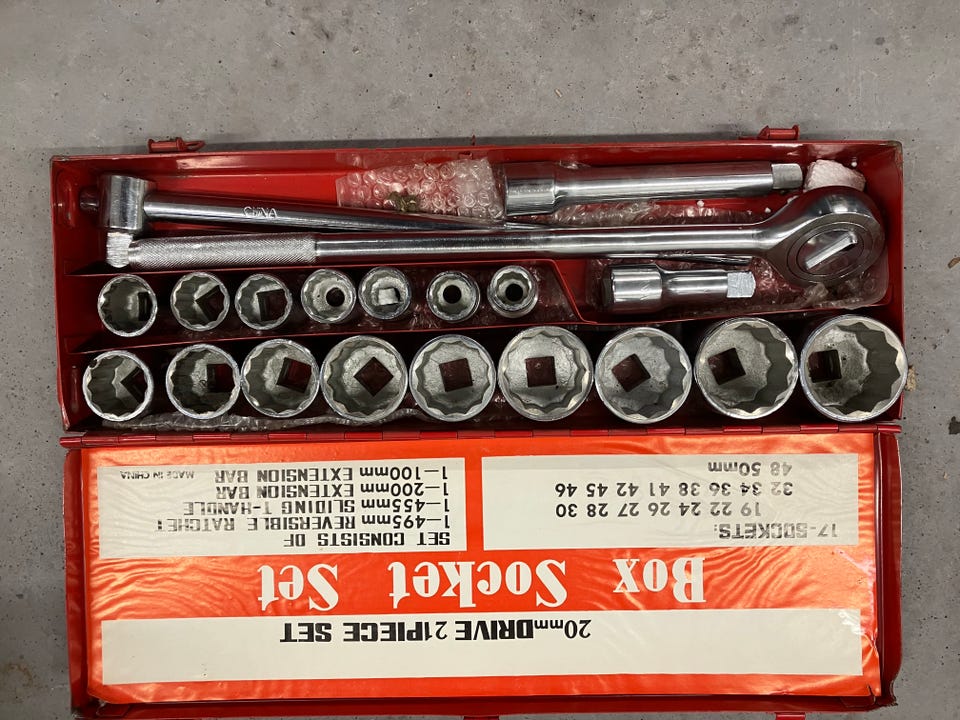 CHINA
20mm DRIVE 21PIECE SET
Box Socket Set
17-SOCKETS:
19 22 24 26 27 28 30
32 34 36 38 41 42 45 46
48 50mm
SET CONSISTS OF
1—495mm REVERSIBLE RATCHET
1—455mm SLIDING T-HANDLE
1—200mm EXTENSION BAR
1—100mm EXTENSION BAR MADE IN CHINA